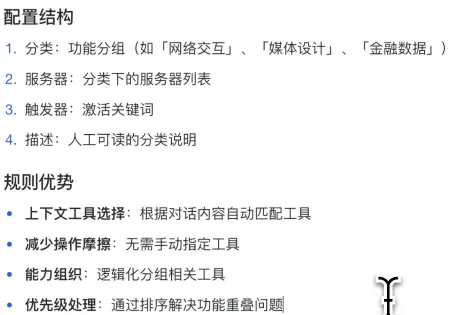 配置结构
1. 分类：功能分组（如「网络交互」、「媒体设计」、「金融数据」）
2. 服务器：分类下的服务器列表
3. 触发器：激活关键词
4. 描述：人工可读的分类说明
规则优势
• 上下文工具选择：根据对话内容自动匹配工具
• 减少操作摩擦：无需手动指定工具
• 能力组织：逻辑化分组相关工具
• 优先级处理：通过排序解决功能重叠问题